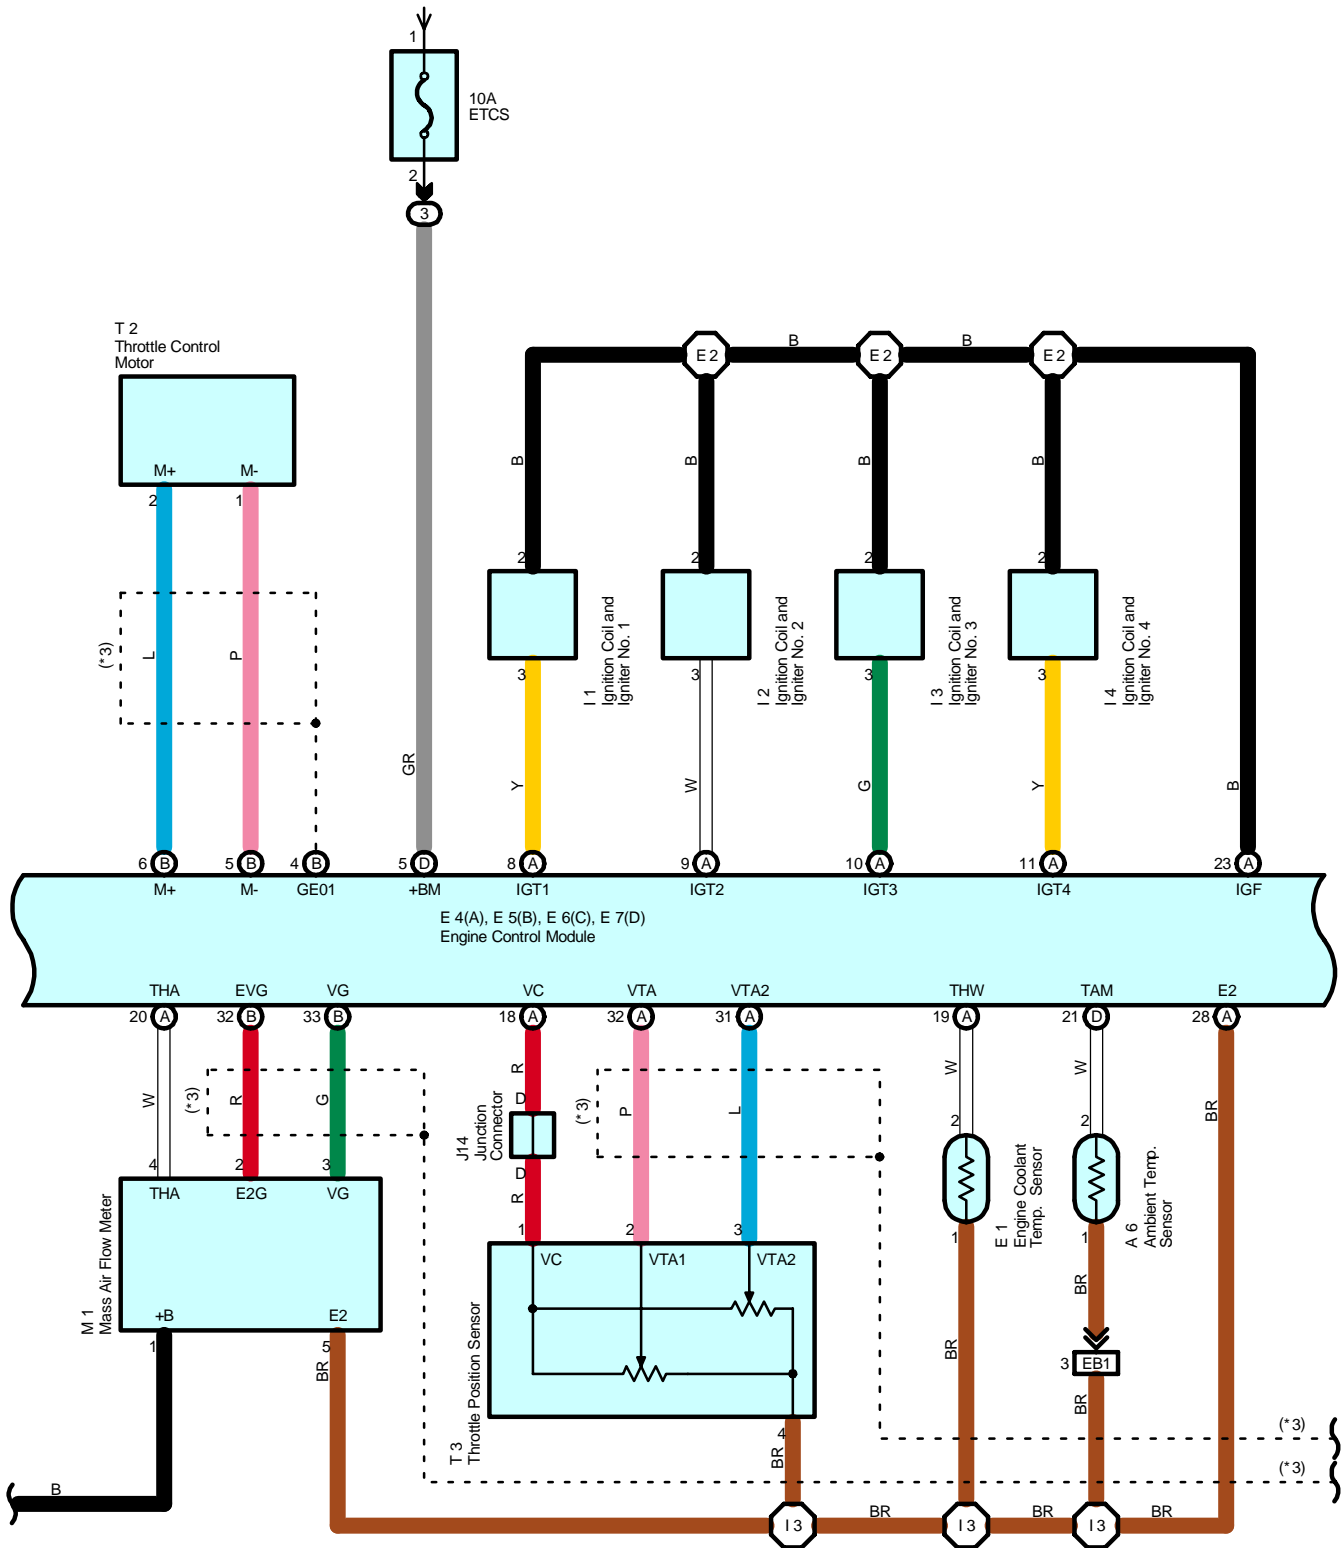 1
10A
ETCS
2
3
T 2
Throttle Control
Motor
M+
M-
2
1
(*3)
L
P
GR
E 2
B
E 2
B
E 2
B
B
B
B
2
2
2
2
I 1
Ignition Coil and
Igniter No. 1
I 2
Ignition Coil and
Igniter No. 2
I 3
Ignition Coil and
Igniter No. 3
I 4
Ignition Coil and
Igniter No. 4
3
3
3
3
Y
W
G
Y
B
6 B
5 B
4 B
5 D
8 A
9 A
10 A
11 A
23 A
M+
M-
GE01
+BM
IGT1
IGT2
IGT3
IGT4
IGF
E 4(A), E 5(B), E 6(C), E 7(D)
Engine Control Module
THA
EVG
VG
VC
VTA
VTA2
THW
TAM
E2
20 A
32 B
33 B
18 A
32 A
31 A
19 A
21 D
28 A
W
(*3)
R
G
R
D
J14
Junction
Connector
D
R
(*3)
P
L
W
W
BR
2
2
E 1
Engine Coolant
Temp. Sensor
A 6
Ambient Temp.
Sensor
1
1
4
2
3
THA
E2G
VG
M 1
Mass Air Flow Meter
+B
E2
1
5
BR
1
2
3
VC
VTA1
VTA2
T 3
Throttle Position Sensor
4
BR
BR
BR
3 EB1
BR
(*3)
(*3)
B
I 3
BR
I 3
BR
I 3
BR